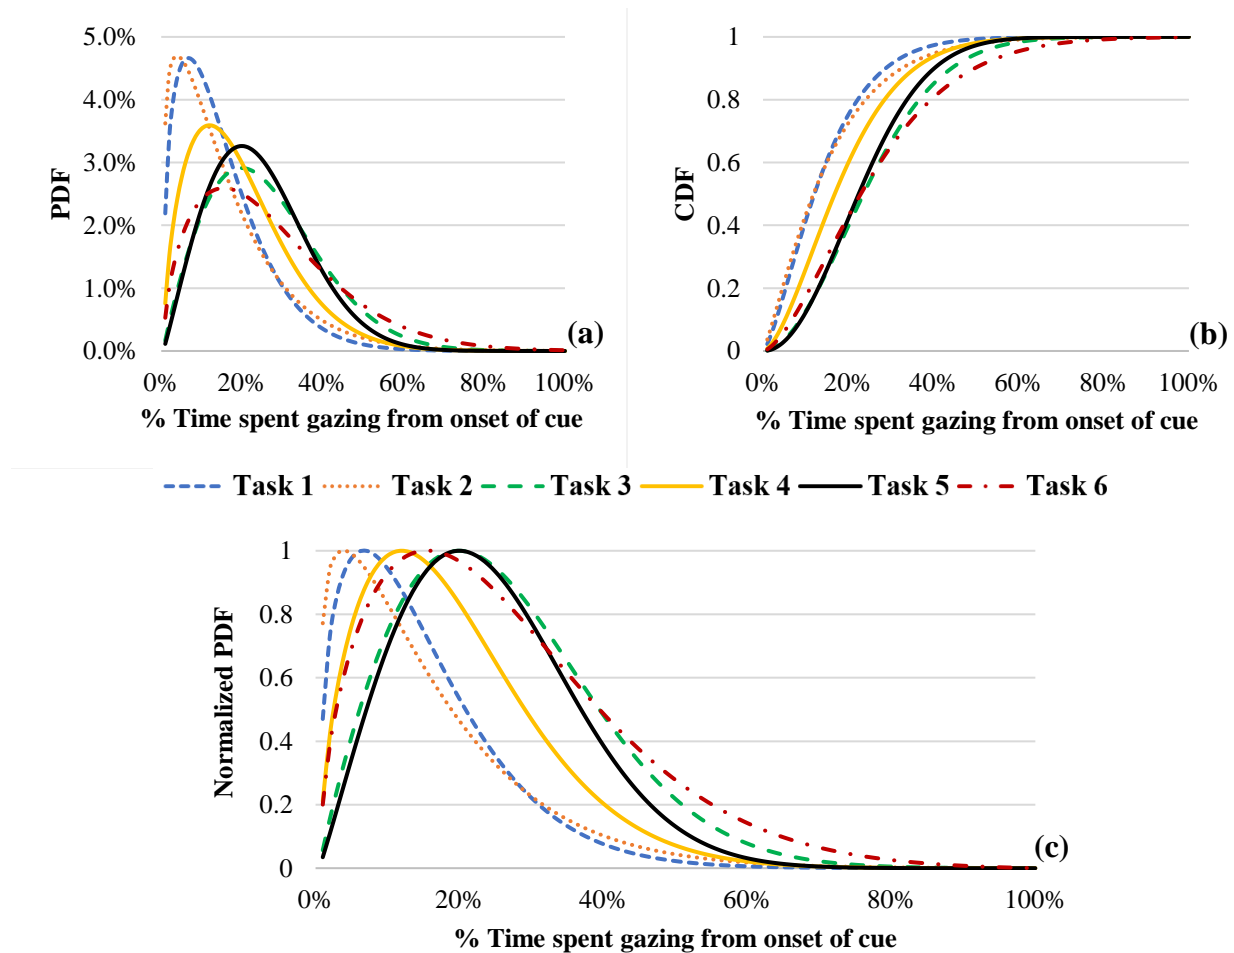 5.0%
4.0%
3.0%
2.0%
1.0%
0.0%
PDF
0% 20% 40% 60% 80% 100%
% Time spent gazing from onset of cue
(a)
1
0.8
0.6
0.4
0.2
0
CDF
0% 20% 40% 60% 80% 100%
% Time spent gazing from onset of cue
(b)
Task 1 Task 2 Task 3 Task 4 Task 5 Task 6
1
0.8
0.6
0.4
0.2
0
Normalized PDF
0% 20% 40% 60% 80% 100%
% Time spent gazing from onset of cue
(c)